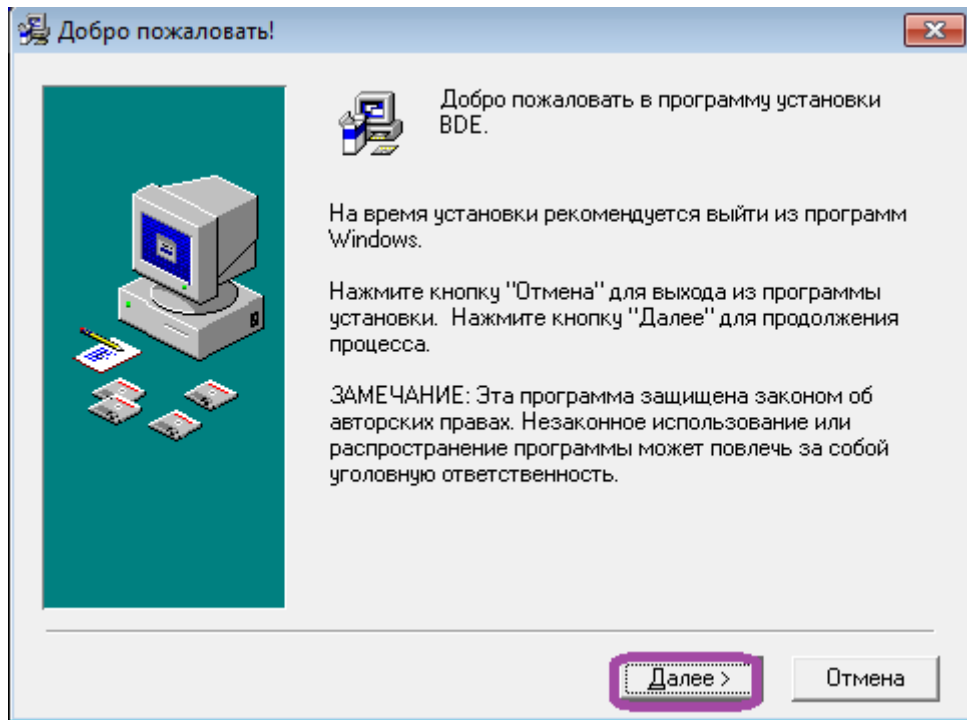 Добро пожаловать!
Добро пожаловать в программу установки
BDE.
На время установки рекомендуется выйти из программ
Windows.
Нажмите кнопку "Отмена" для выхода из программы
установки.  Нажмите кнопку "Далее" для продолжения
процесса.
ЗАМЕЧАНИЕ: Эта программа защищена законом об
авторских правах. Незаконное использование или
распространение программы может повлечь за собой
уголовную ответственность.
Далее >
Отмена